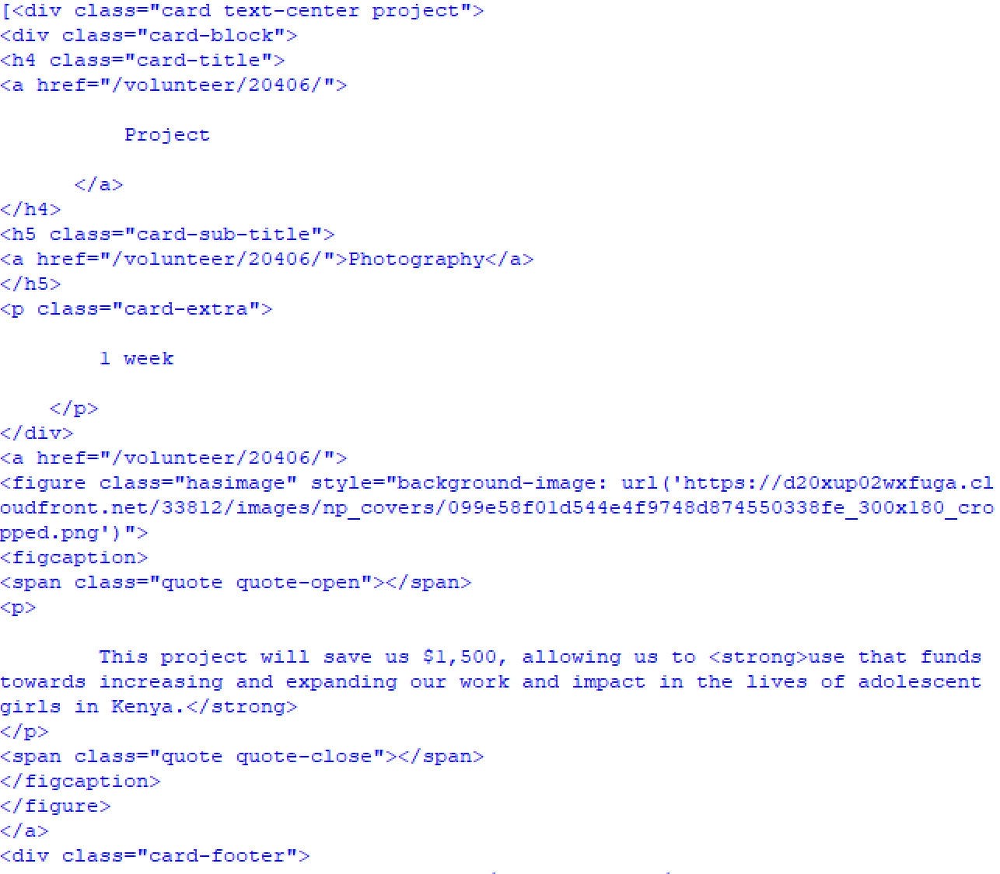 [<div class="card text-center project">
<div class="card-block">
<h4 class="card-title">
<a href="/volunteer/20406/">
Project
</a>
</h4>
<h5 class="card-sub-title">
<a href="/volunteer/20406/">Photography</a>
</h5>
<p class="card-extra">
1 week
</p>
</div>
<a href="/volunteer/20406/">
<figure class="hasimage" style="background-image: url('https://d20xup02wxfuga.cl
oudfront.net/33812/images/np_covers/099e58f01d544e4f9748d874550338fe_300x180_cro
pped.png')">
<figcaption>
<span class="quote quote-open"></span>
<p>
This project will save us $1,500, allowing us to <strong>use that funds
towards increasing and expanding our work and impact in the lives of adolescent
girls in Kenya.</strong>
</p>
<span class="quote quote-close"></span>
</figcaption>
</figure>
</a>
<div class="card-footer">